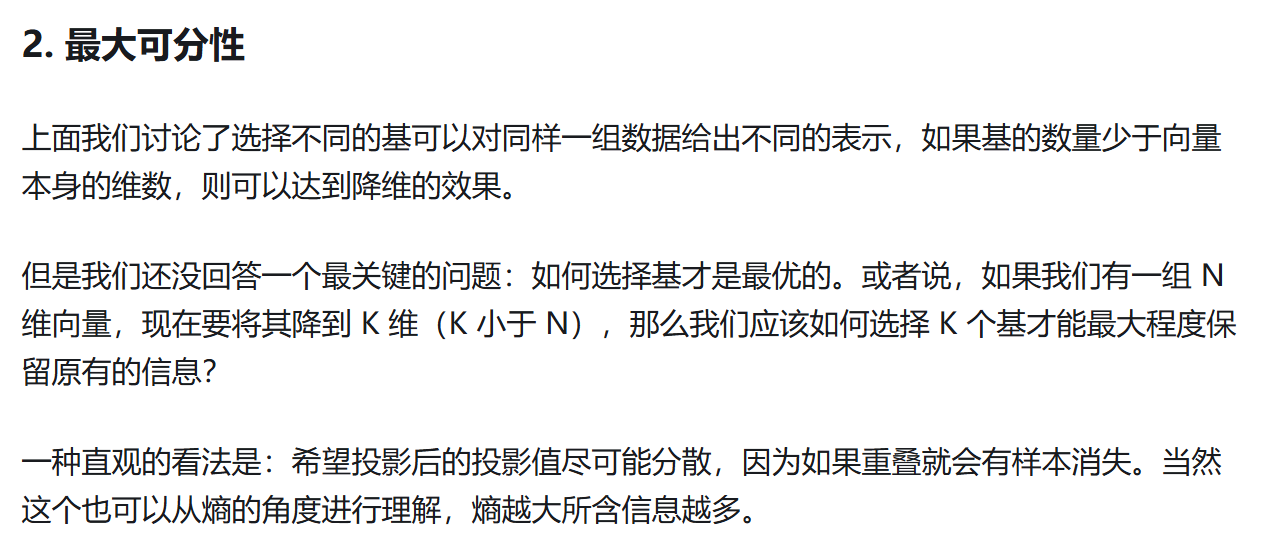 2. 最大可分性
上面我们讨论了选择不同的基可以对同样一组数据给出不同的表示，如果基的数量少于向量
本身的维数，则可以达到降维的效果。
但是我们还没回答一个最关键的问题：如何选择基才是最优的。或者说，如果我们有一组 N
维向量，现在要将其降到 K 维（K 小于 N），那么我们应该如何选择 K 个基才能最大程度保
留原有的信息？
一种直观的看法是：希望投影后的投影值尽可能分散，因为如果重叠就会有样本消失。当然
这个也可以从熵的角度进行理解，熵越大所含信息越多。